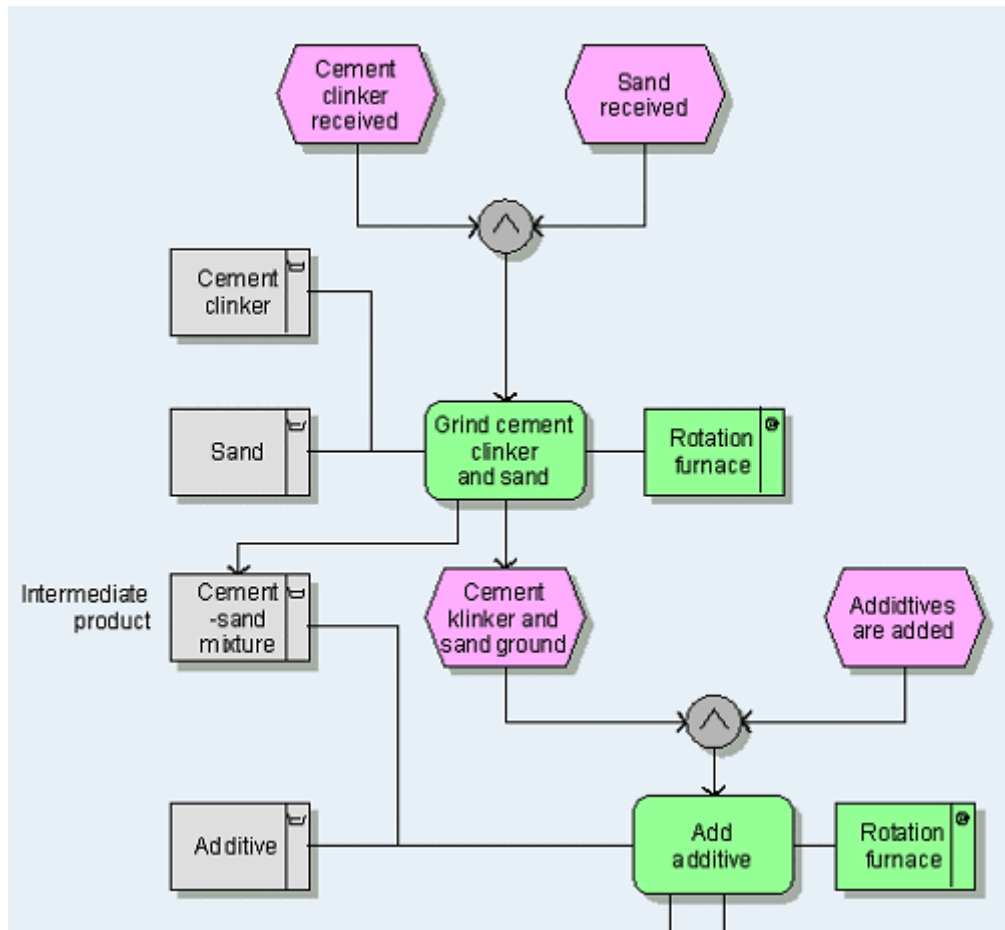 Cement
clinker
received
Sand
received
Cement
clinker
Sand
Grind cement
clinker
and sand
Rotation
furnace
Intermediate
product
Cement
-sand
mixture
Cement
klinker and
sand ground
Addidtives
are added
Additive
Add
additive
Rotation
furnace